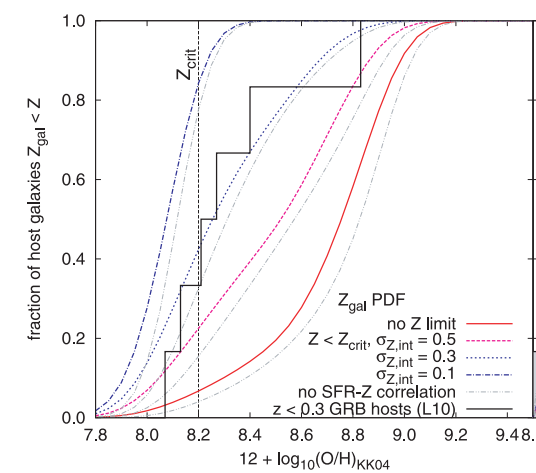 fraction of host galaxies Z_gal < Z
1.0
0.8
0.6
0.4
0.2
0.0
Z_crit
Z_gal PDF
no Z limit
Z < Z_crit, σ_Z,int = 0.5
σ_Z,int = 0.3
σ_Z,int = 0.1
no SFR-Z correlation
z < 0.3 GRB hosts (L10)
7.8 8.0 8.2 8.4 8.6 8.8 9.0 9.2 9.4 8.
12 + log_10(O/H)_KK04